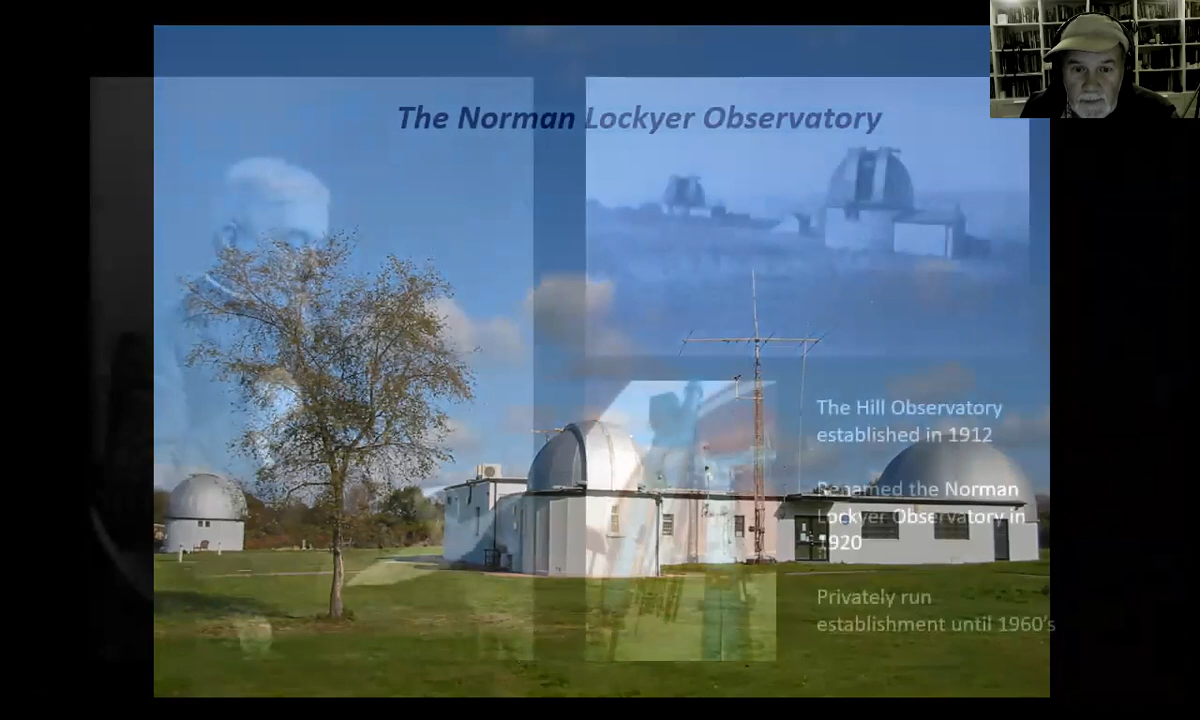 The Norman Lockyer Observatory
The Hill Observatory
established in 1912
Renamed the Norman
Lockyer Observatory in
1920
Privately run
establishment until 1960's